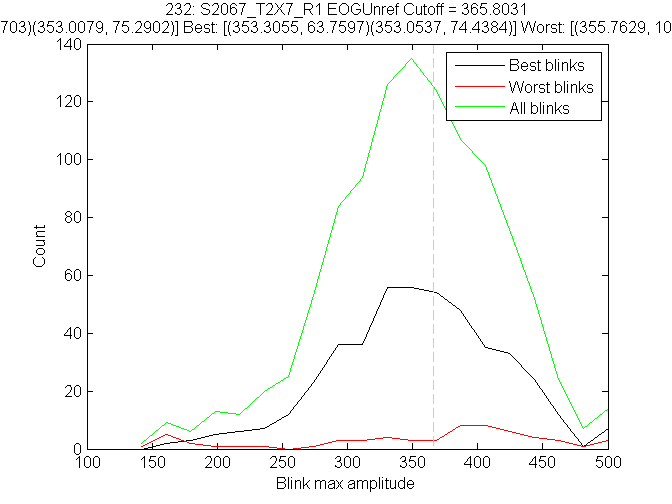 232: S2067_T2X7_R1 EOGUnref Cutoff = 365.8031
703)(353.0079, 75.2902)] Best: [(353.3055, 63.7597)(353.0537, 74.4384)] Worst: [(355.7629, 10
140
120
100
80
60
40
20
0
Count
Best blinks
Worst blinks
All blinks
100 150 200 250 300 350 400 450 500
Blink max amplitude